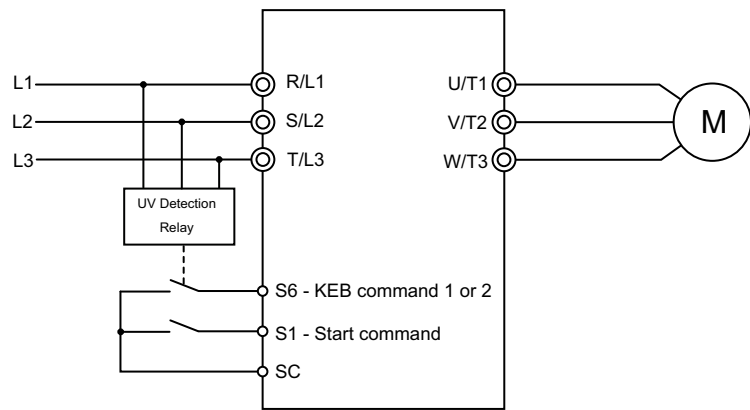 L1
R/L1
U/T1
L2
S/L2
V/T2
M
L3
T/L3
W/T3
UV Detection
Relay
S6 - KEB command 1 or 2
S1 - Start command
SC